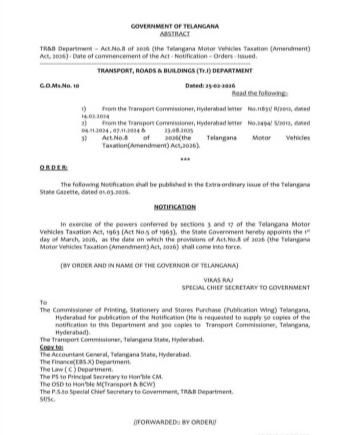 GOVERNMENT OF TELANGANA
ABSTRACT
TR&B Department – Act.No.8 of 2026 (the Telangana Motor Vehicles Taxation (Amendment)
Act, 2026) - Date of commencement of the Act - Notification – Orders - Issued.
TRANSPORT, ROADS & BUILDINGS (Tr.I) DEPARTMENT
G.O.Ms.No. 10 Dated: 25-02-2026
Read the following:-
1) From the Transport Commissioner, Hyderabad letter No.11831/ R/2012, dated
14.02.2024
2) From the Transport Commissioner, Hyderabad letter No.2494/ S/2012, dated
04.11.2024, 07.11.2024 & 23.08.2025
3) Act.No.8 of 2026(the Telangana Motor Vehicles
Taxation(Amendment) Act,2026).
***
O R D E R:
The following Notification shall be published in the Extra-ordinary issue of the Telangana
State Gazette, dated 01.03.2026.
NOTIFICATION
In exercise of the powers conferred by sections 3 and 17 of the Telangana Motor
Vehicles Taxation Act, 1963 (Act No.5 of 1963), the State Government hereby appoints the 1st
day of March, 2026, as the date on which the provisions of Act.No.8 of 2026 (the Telangana
Motor Vehicles Taxation (Amendment) Act, 2026) shall come into force.
(BY ORDER AND IN NAME OF THE GOVERNOR OF TELANGANA)
VIKAS RAJ
SPECIAL CHIEF SECRETARY TO GOVERNMENT
To
The Commissioner of Printing, Stationery and Stores Purchase (Publication Wing) Telangana,
Hyderabad for publication of the Notification (He is requested to supply 50 copies of the
notification to this Department and 300 copies to Transport Commissioner, Telangana,
Hyderabad).
The Transport Commissioner, Telangana State, Hyderabad.
Copy to:
The Accountant General, Telangana State, Hyderabad.
The Finance(EBS.X) Department.
The Law ( C ) Department.
The PS to Principal Secretary to Hon'ble CM.
The OSD to Hon'ble M(Transport & BCW)
The P.S.to Special Chief Secretary to Government, TR&B Department.
Sf/Sc.
//FORWARDED:: BY ORDER//